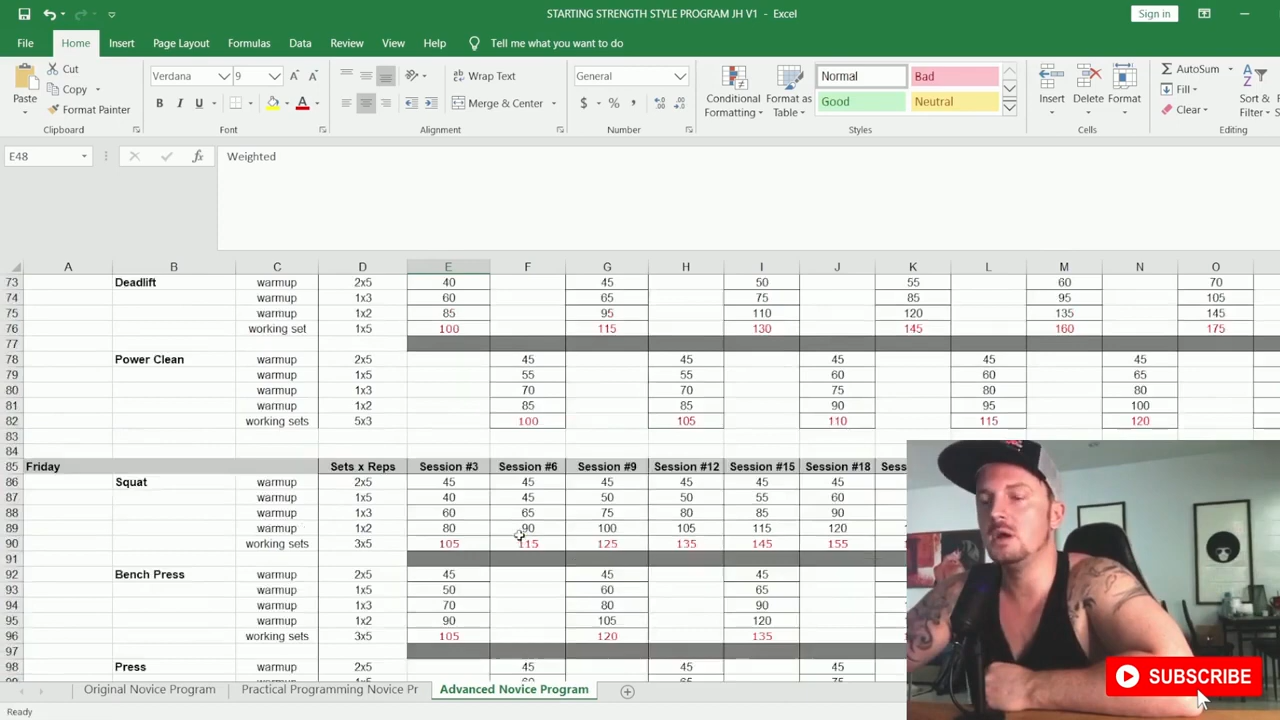 STARTING STRENGTH STYLE PROGRAM JH V1 - Excel
Sign in
File Home Insert Page Layout Formulas Data Review View Help Tell me what you want to do
Paste
Cut
Copy
Format Painter
Clipboard
Verdana 9
B I U
Font
Wrap Text
Merge & Center
Alignment
General
$ % ,
Number
Conditional Formatting
Format as Table
Normal Bad
Good Neutral
Styles
Insert Delete Format
Cells
AutoSum
Fill
Clear
Sort & Filter
Editing
E48 fx Weighted
A B C D E F G H I J K L M N O
73 Deadlift warmup 2x5 40 45 50 55 60 70
74 warmup 1x3 60 65 75 85 95 105
75 warmup 1x2 85 95 110 120 135 145
76 working set 1x5 100 115 130 145 160 175
77
78 Power Clean warmup 2x5 45 45 45 45 45
79 warmup 1x5 55 55 60 60 65
80 warmup 1x3 70 70 75 80 80
81 warmup 1x2 85 85 90 95 100
82 working sets 5x3 100 105 110 115 120
83
84
85 Friday Sets x Reps Session #3 Session #6 Session #9 Session #12 Session #15 Session #18
86 Squat warmup 2x5 45 45 45 45 45 45
87 warmup 1x5 40 45 50 50 55 60
88 warmup 1x3 60 65 75 80 85 90
89 warmup 1x2 80 90 100 105 115 120
90 working sets 3x5 105 115 125 135 145 155
91
92 Bench Press warmup 2x5 45 45 45
93 warmup 1x5 50 60 65
94 warmup 1x3 70 80 90
95 warmup 1x2 90 105 120
96 working sets 3x5 105 120 135
97
98 Press warmup 2x5 45 45 45
Original Novice Program Practical Programming Novice Pr Advanced Novice Program
Ready
SUBSCRIBE